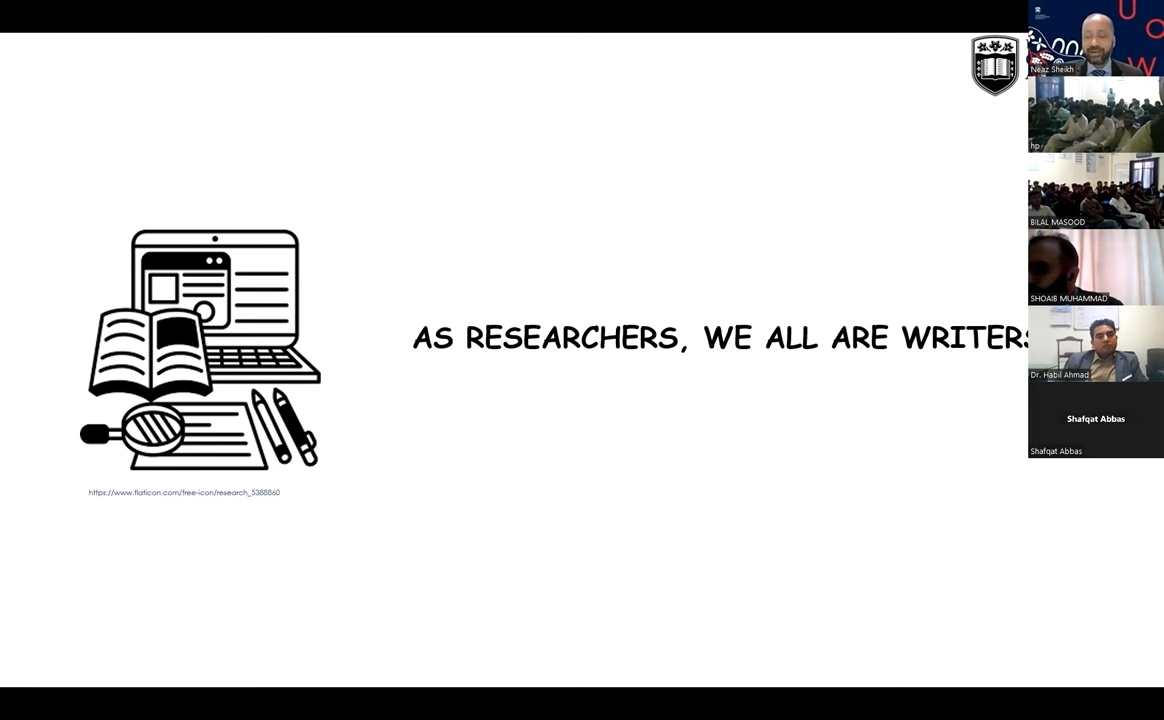 AS RESEARCHERS, WE ALL ARE WRITERS
https://www.flaticon.com/free-icon/research_5388860
U
O
W
Neaz Sheikh
hp
BILAL MASOOD
SHOAIB MUHAMMAD
Dr. Habil Ahmad
Shafqat Abbas
Shafqat Abbas